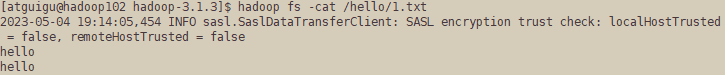 [atguigu@hadoop102 hadoop-3.1.3]$ hadoop fs -cat /hello/1.txt
2023-05-04 19:14:05,454 INFO sasl.SaslDataTransferClient: SASL encryption trust check: localHostTrusted
 = false, remoteHostTrusted = false
hello
hello